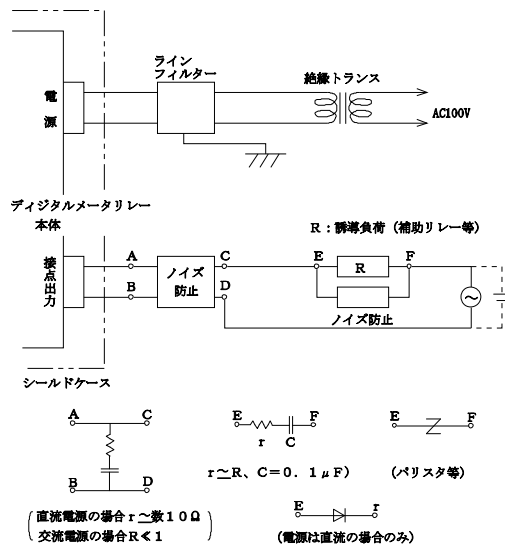 ライン
フィルター
絶縁トランス
電
源
AC100V
ディジタルメータリレー
本体
R：誘導負荷（補助リレー等）
接点出力
A
C
E
R
F
ノイズ
防止
B
D
ノイズ防止
シールドケース
A C
B D
直流電源の場合r～数10Ω
交流電源の場合R≪1
E F
r C
r～R、C＝0．1μF）
E F
（バリスタ等）
E r
（電源は直流の場合のみ）